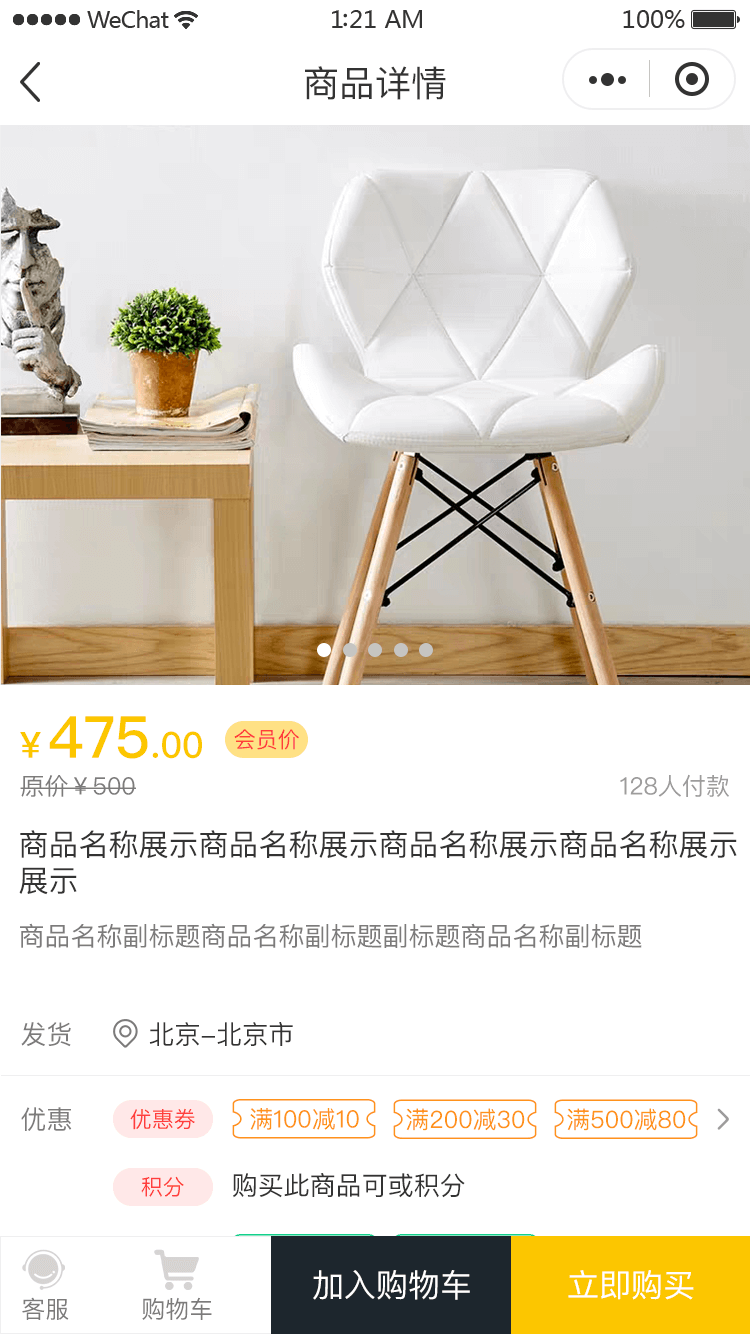 WeChat 1:21 AM 100%
商品详情
¥475.00 会员价
原价¥500 128人付款
商品名称展示商品名称展示商品名称展示商品名称展示
展示
商品名称副标题商品名称副标题副标题商品名称副标题
发货 北京–北京市
优惠 优惠券 满100减10 满200减30 满500减80
积分 购买此商品可或积分
客服 购物车 加入购物车 立即购买